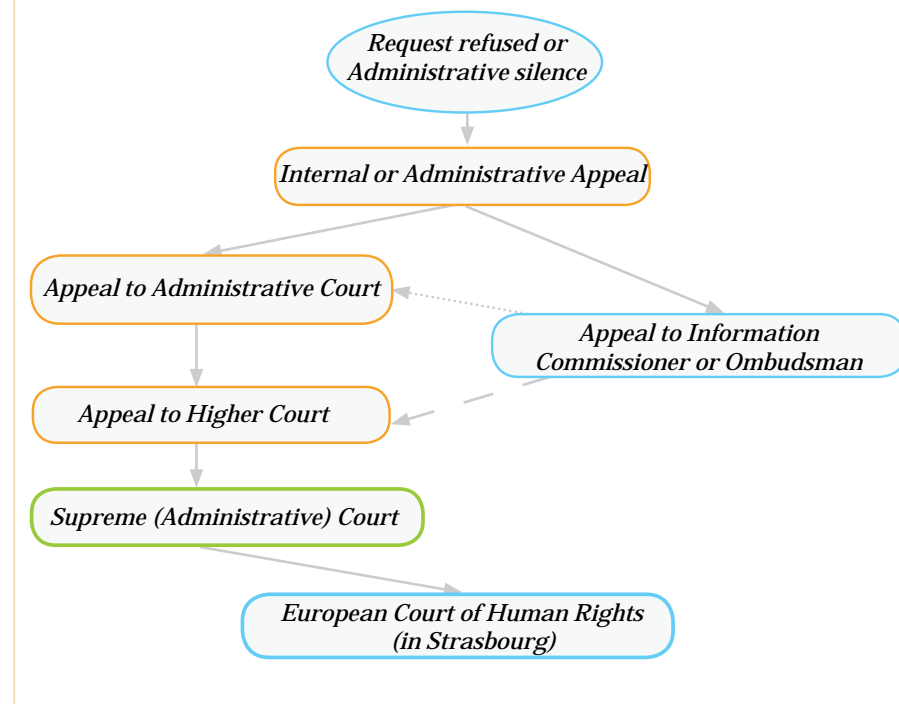 Request refused or
Administrative silence
Internal or Administrative Appeal
Appeal to Administrative Court
Appeal to Information
Commissioner or Ombudsman
Appeal to Higher Court
Supreme (Administrative) Court
European Court of Human Rights
(in Strasbourg)